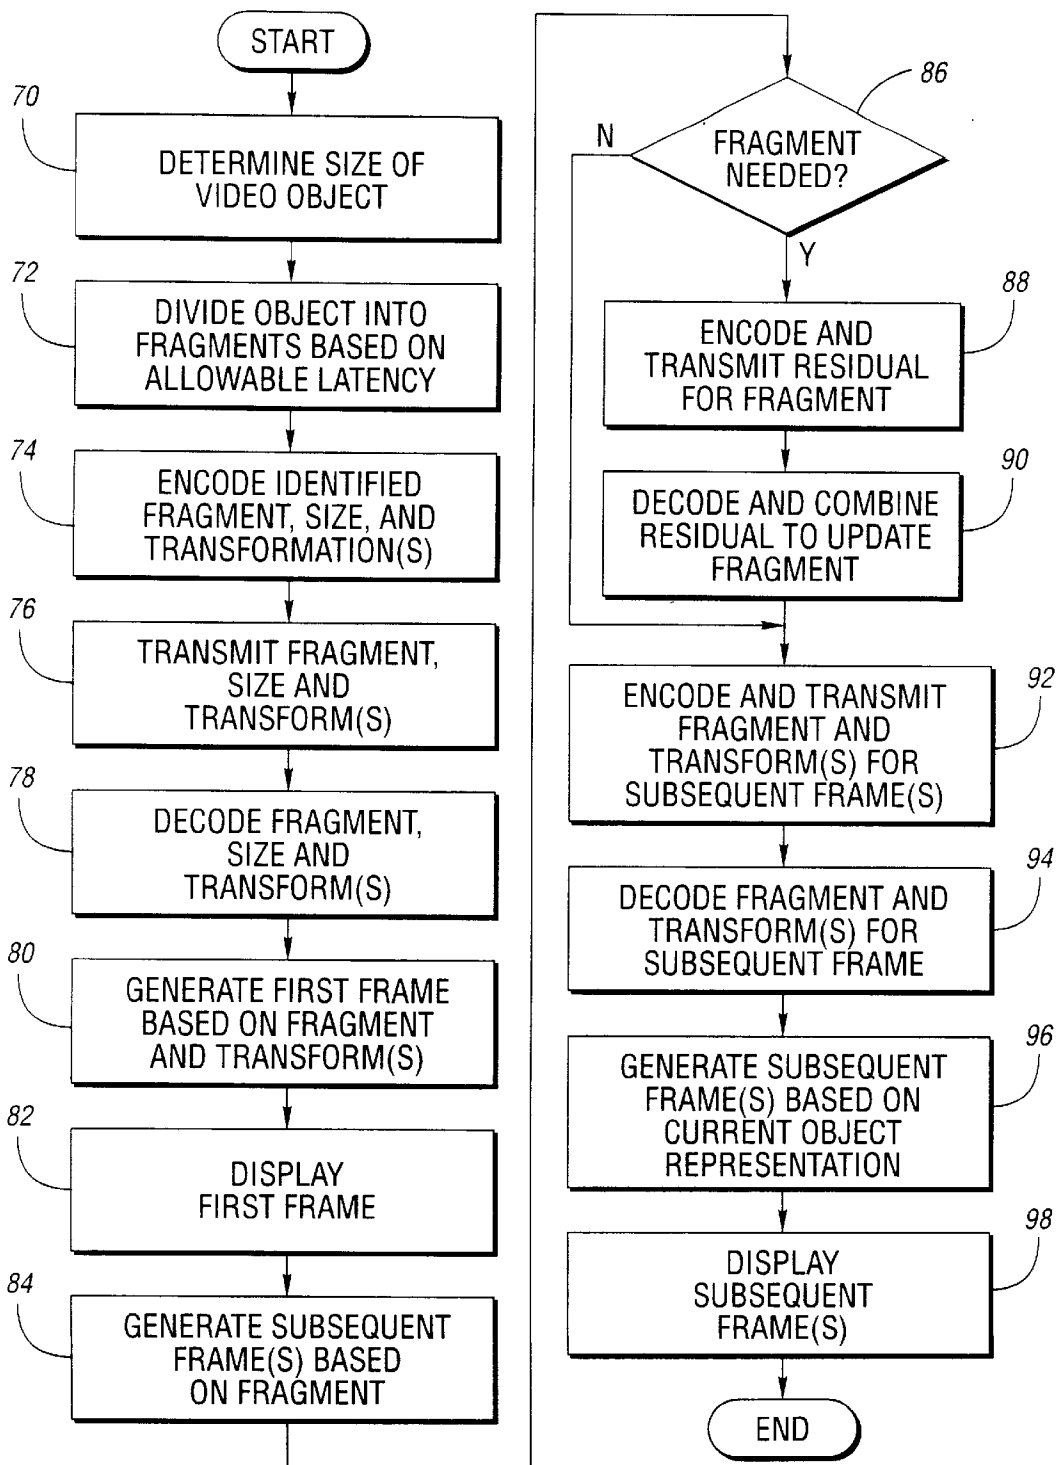 START
70
DETERMINE SIZE OF
VIDEO OBJECT
72
DIVIDE OBJECT INTO
FRAGMENTS BASED ON
ALLOWABLE LATENCY
74
ENCODE IDENTIFIED
FRAGMENT, SIZE, AND
TRANSFORMATION(S)
76
TRANSMIT FRAGMENT,
SIZE AND
TRANSFORM(S)
78
DECODE FRAGMENT,
SIZE AND
TRANSFORM(S)
80
GENERATE FIRST FRAME
BASED ON FRAGMENT
AND TRANSFORM(S)
82
DISPLAY
FIRST FRAME
84
GENERATE SUBSEQUENT
FRAME(S) BASED
ON FRAGMENT
86
FRAGMENT
NEEDED?
N
Y
88
ENCODE AND
TRANSMIT RESIDUAL
FOR FRAGMENT
90
DECODE AND COMBINE
RESIDUAL TO UPDATE
FRAGMENT
92
ENCODE AND TRANSMIT
FRAGMENT AND
TRANSFORM(S) FOR
SUBSEQUENT FRAME(S)
94
DECODE FRAGMENT AND
TRANSFORM(S) FOR
SUBSEQUENT FRAME
96
GENERATE SUBSEQUENT
FRAME(S) BASED ON
CURRENT OBJECT
REPRESENTATION
98
DISPLAY
SUBSEQUENT
FRAME(S)
END